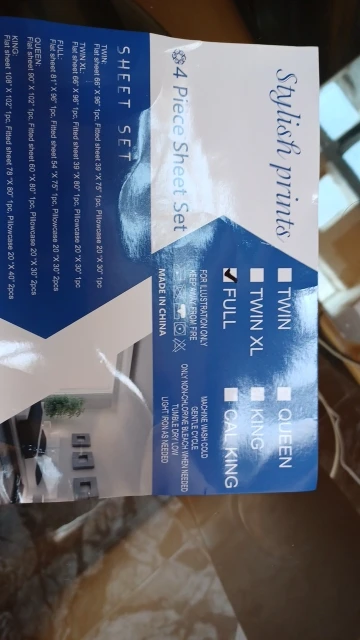 Stylish prints
4 Piece Sheet Set
SHEET SET
TWIN:
Flat sheet 66" X 96" 1pc, Fitted sheet 39" X 75" 1pc, Pillowcase 20" X 30" 1pc
TWIN XL:
Flat sheet 66" X 96" 1pc, Fitted sheet 39" X 80" 1pc, Pillowcase 20" X 30" 1pc
FULL:
Flat sheet 81" X 96" 1pc, Fitted sheet 54" X 75" 1pc, Pillowcase 20" X 30" 2pcs
QUEEN:
Flat sheet 90" X 102" 1pc, Fitted sheet 60" X 80" 1pc, Pillowcase 20" X 30" 2pcs
KING:
Flat sheet 108" X 102" 1pc, Fitted sheet 78" X 80" 1pc, Pillowcase 20" X 40" 2pcs
TWIN
TWIN XL
FULL
QUEEN
KING
CAL KING
FOR ILLUSTRATION ONLY
KEEP AWAY FROM FIRE
MADE IN CHINA
MACHINE WASH COLD
GENTLE CYCLE
ONLY NON-CHLORINE BLEACH WHEN NEEDED
TUMBLE DRY LOW
LIGHT IRON AS NEEDED